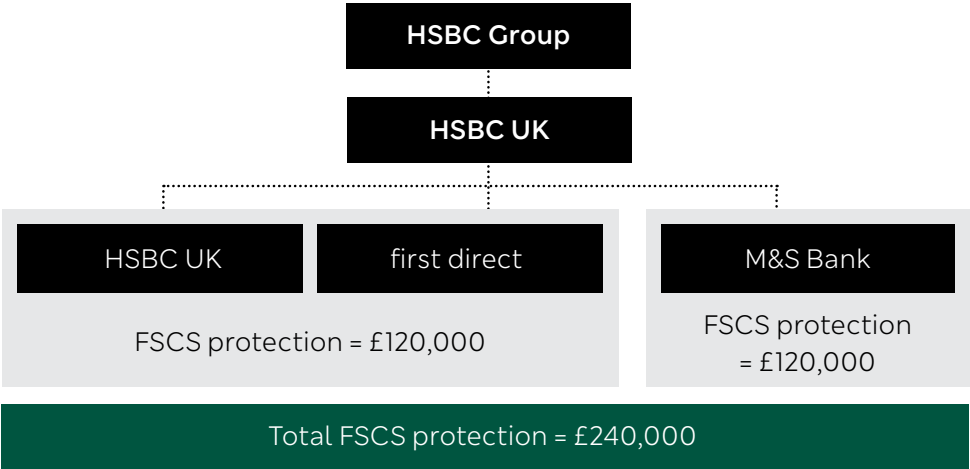 HSBC Group
HSBC UK
HSBC UK
first direct
M&S Bank
FSCS protection = £120,000
FSCS protection
= £120,000
Total FSCS protection = £240,000